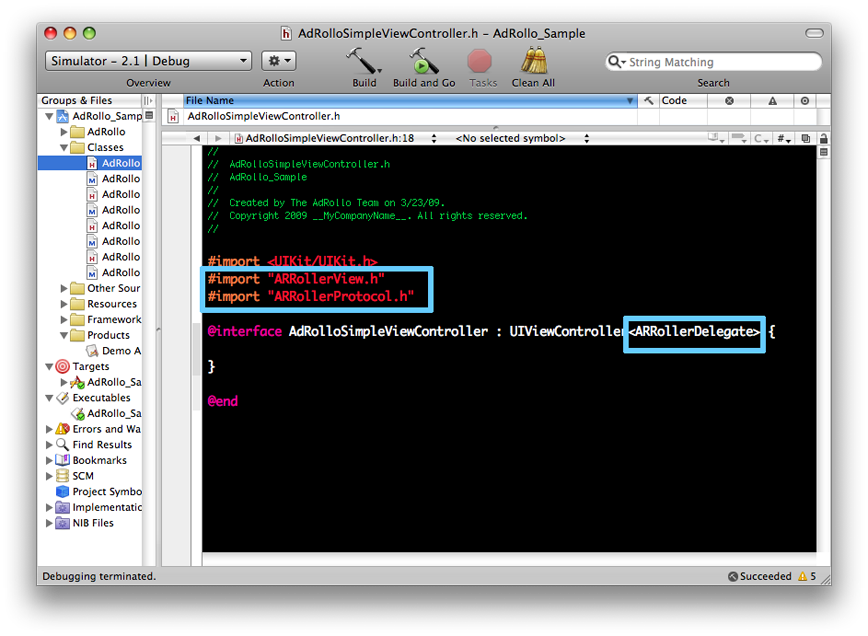 AdRolloSimpleViewController.h - AdRollo_Sample
Simulator - 2.1 | Debug
String Matching
Overview
Action
Build
Build and Go
Tasks
Clean All
Search
Groups & Files
File Name
Code
AdRollo_Samp
AdRolloSimpleViewController.h
AdRollo
Classes
AdRolloSimpleViewController.h:18
<No selected symbol>
C
#
AdRollo
AdRollo
AdRollo
AdRollo
AdRollo
AdRollo
AdRollo
AdRollo
Other Sour
Resources
Framework
Products
Demo A
Targets
AdRollo_Sa
Executables
AdRollo_Sa
Errors and Wa
Find Results
Bookmarks
SCM
Project Symbo
Implementatio
NIB Files
//
// AdRolloSimpleViewController.h
// AdRollo_Sample
//
// Created by The AdRollo Team on 3/23/09.
// Copyright 2009 __MyCompanyName__. All rights reserved.
//
#import <UIKit/UIKit.h>
#import "ARRollerView.h"
#import "ARRollerProtocol.h"
@interface AdRolloSimpleViewController : UIViewController<ARRollerDelegate> {
}
@end
Debugging terminated.
Succeeded
5